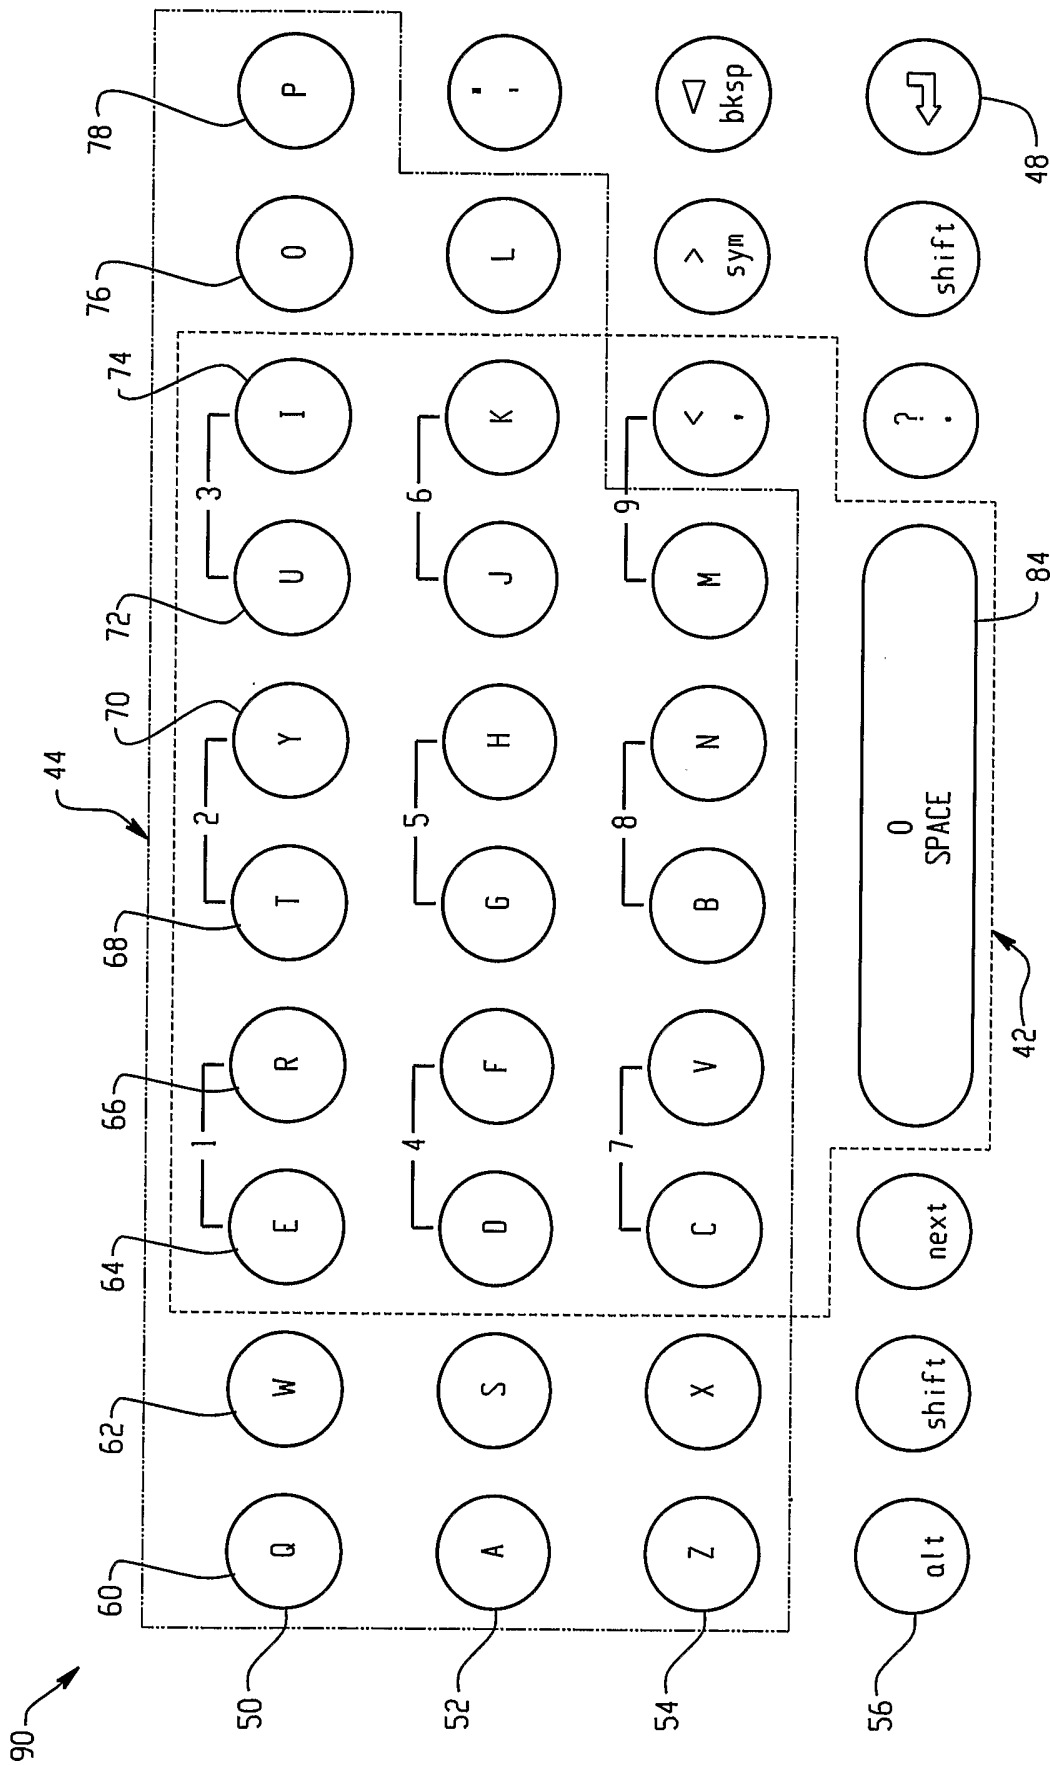 90
44
60 62 64 66 68 70 72 74 76 78
1 2 3
50 Q W E R T Y U I O P
4 5 6
52 A S D F G H J K L " '
7 8 9
54 Z X C V B N M < , > sym bksp
56 alt shift next 0 SPACE ? . shift
42 84 48